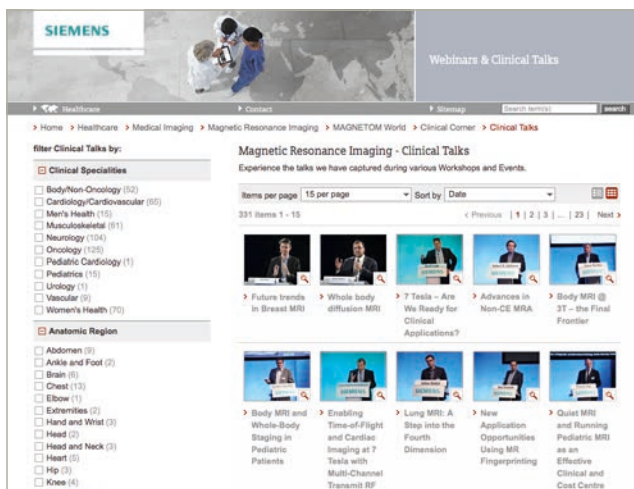 SIEMENS
Webinars & Clinical Talks
Healthcare
Contact
Sitemap
Search term(s)
search
Home
Healthcare
Medical Imaging
Magnetic Resonance Imaging
MAGNETOM World
Clinical Corner
Clinical Talks
filter Clinical Talks by:
Clinical Specialities
Body/Non-Oncology (52)
Cardiology/Cardiovascular (65)
Men's Health (15)
Musculoskeletal (61)
Neurology (104)
Oncology (125)
Pediatric Cardiology (1)
Pediatrics (15)
Urology (1)
Vascular (9)
Women's Health (70)
Anatomic Region
Abdomen (9)
Ankle and Foot (2)
Brain (6)
Chest (13)
Elbow (1)
Extremities (2)
Hand and Wrist (3)
Head (2)
Head and Neck (3)
Heart (5)
Hip (3)
Knee (4)
Magnetic Resonance Imaging - Clinical Talks
Experience the talks we have captured during various Workshops and Events.
Items per page 15 per page Sort by Date
331 Items 1 - 15
< Previous | 1 | 2 | 3 | ... | 23 | Next >
Future trends
in Breast MRI
Whole body
diffusion MRI
7 Tesla – Are
We Ready for
Clinical
Applications?
Advances in
Non-CE MRA
Body MRI @
3T – the Final
Frontier
SIEMENS
Body MRI and
Whole-Body
Staging in
Pediatric
Patients
Enabling
Time-of-Flight
and Cardiac
Imaging at 7
Tesla with
Multi-Channel
Transmit RF
Lung MRI: A
Step into the
Fourth
Dimension
New
Application
Opportunities
Using MR
Fingerprinting
Quiet MRI
and Running
Pediatric MRI
as an
Effective
Clinical and
Cost Centre